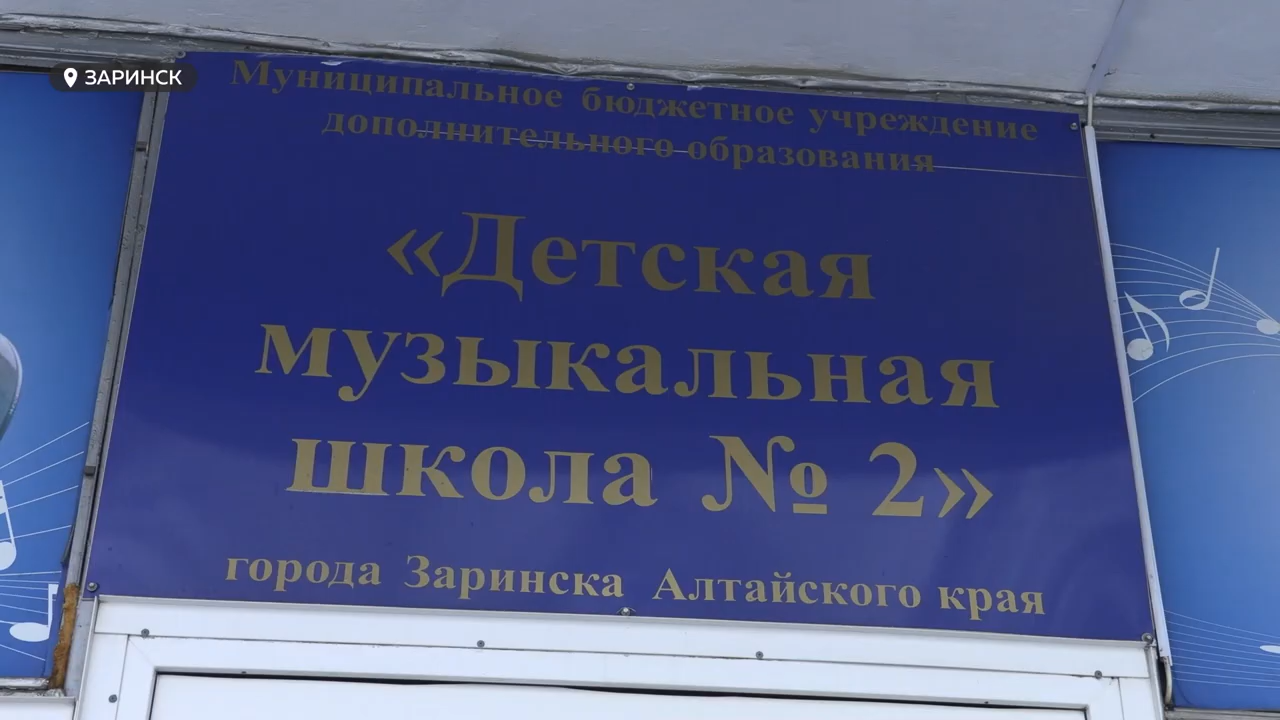 ЗАРИНСК
Муниципальное бюджетное учреждение
дополнительного образования
«Детская
музыкальная
школа № 2»
города Заринска Алтайского края